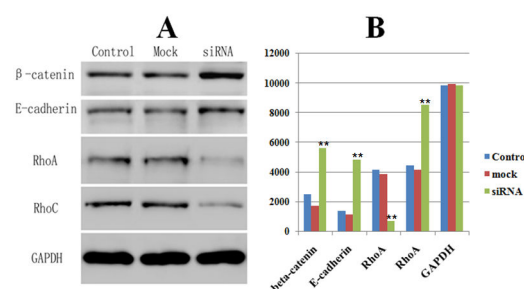 A
B
Control Mock siRNA
β-catenin
E-cadherin
RhoA
RhoC
GAPDH
12000
10000
8000
6000
4000
2000
0
**
**
**
**
Contro
mock
siRNA
beta-catenin
E-cadherin
RhoA
RhoA
GAPDH